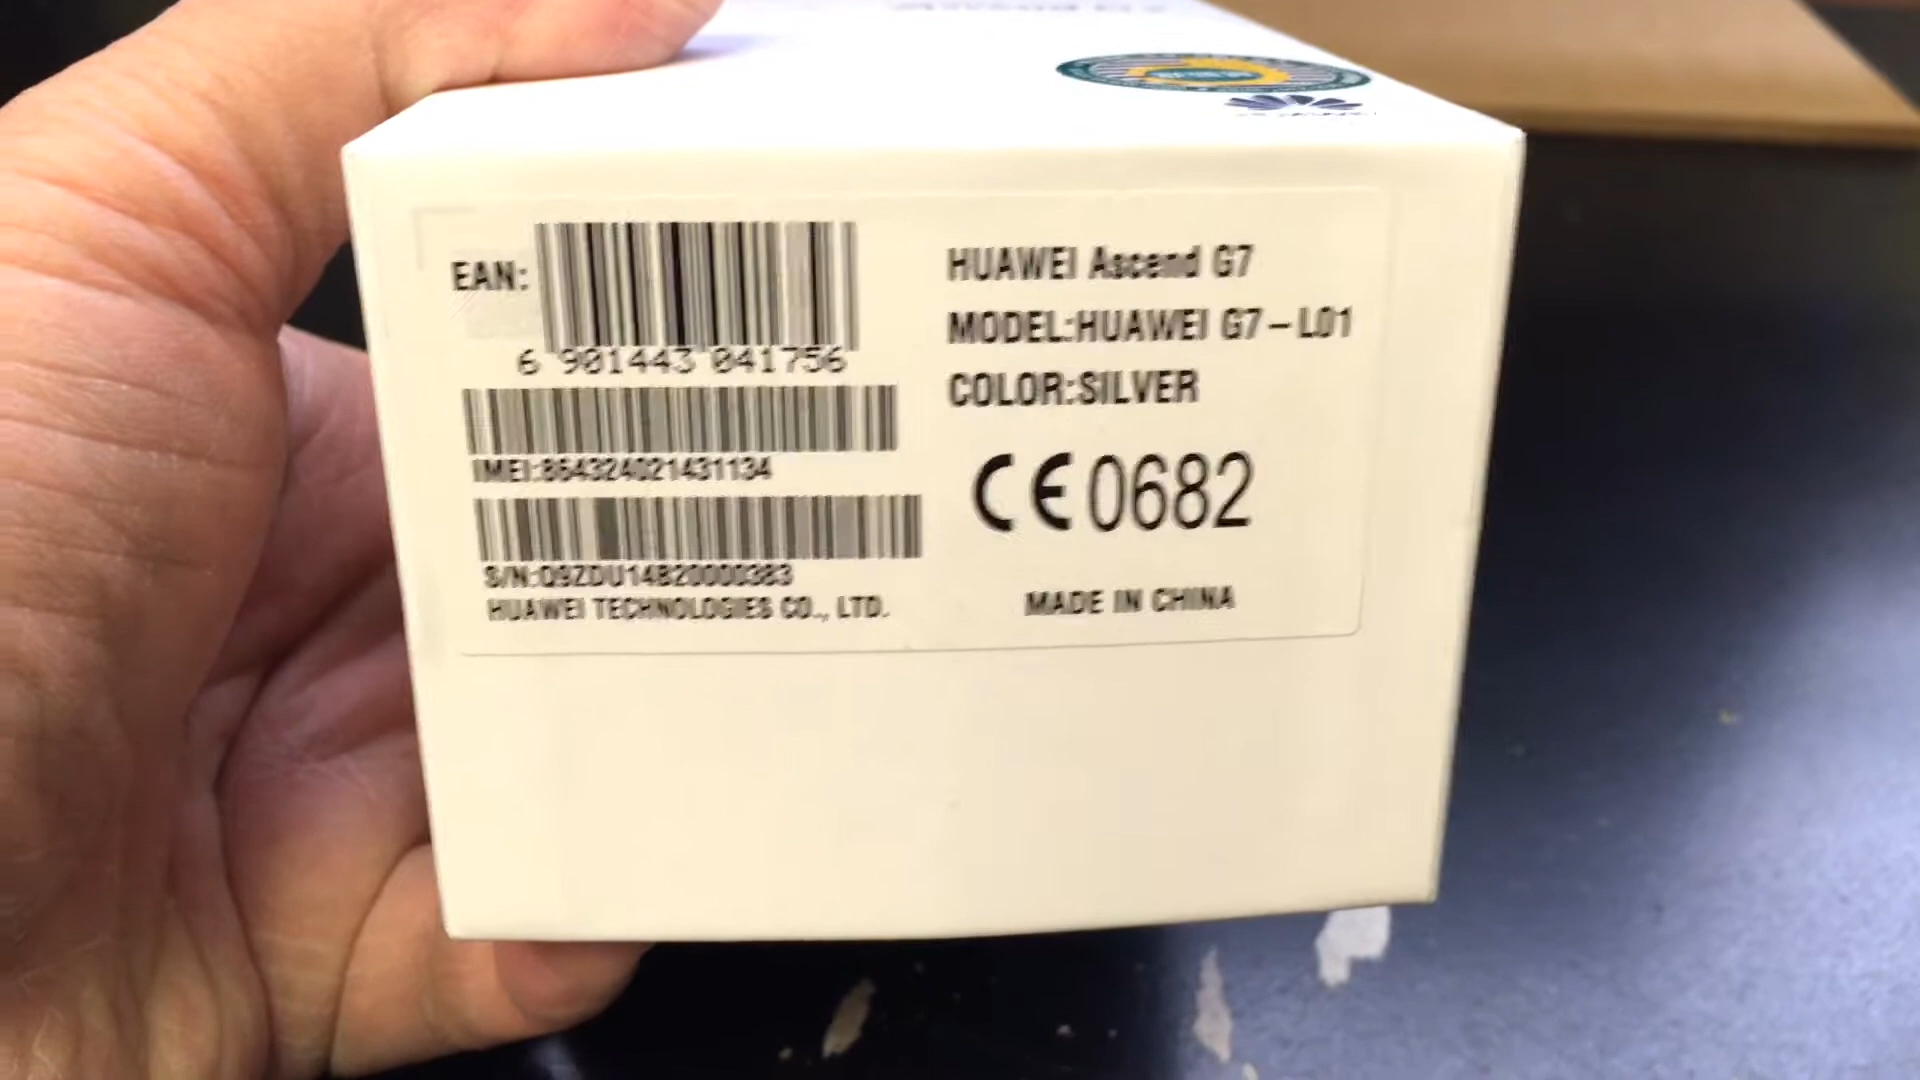 EAN:
6 901443 041756
IMEI:864324021431134
S/N:Q9ZDU14B20000383
HUAWEI TECHNOLOGIES CO., LTD.
HUAWEI Ascend G7
MODEL:HUAWEI G7-L01
COLOR:SILVER
CE0682
MADE IN CHINA